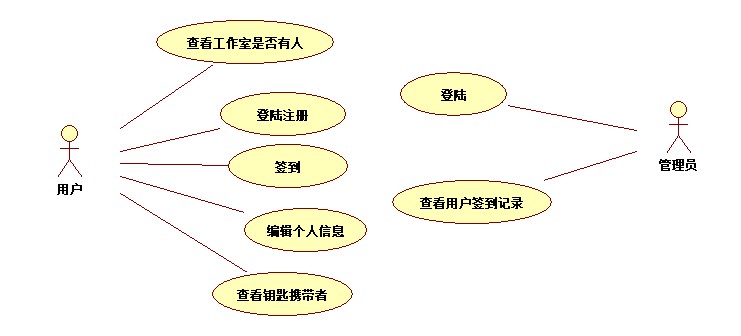 查看工作室是否有人
登陆
登陆注册
签到
用户
管理员
查看用户签到记录
编辑个人信息
查看钥匙携带者